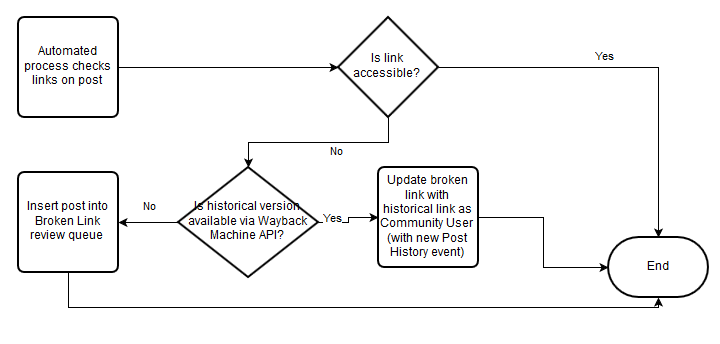 Automated
process checks
links on post
Is link
accessible?
Yes
No
Insert post into
Broken Link
review queue
No
Is historical version
available via Wayback
Machine API?
Yes
Update broken
link with
historical link as
Community User
(with new Post
History event)
End